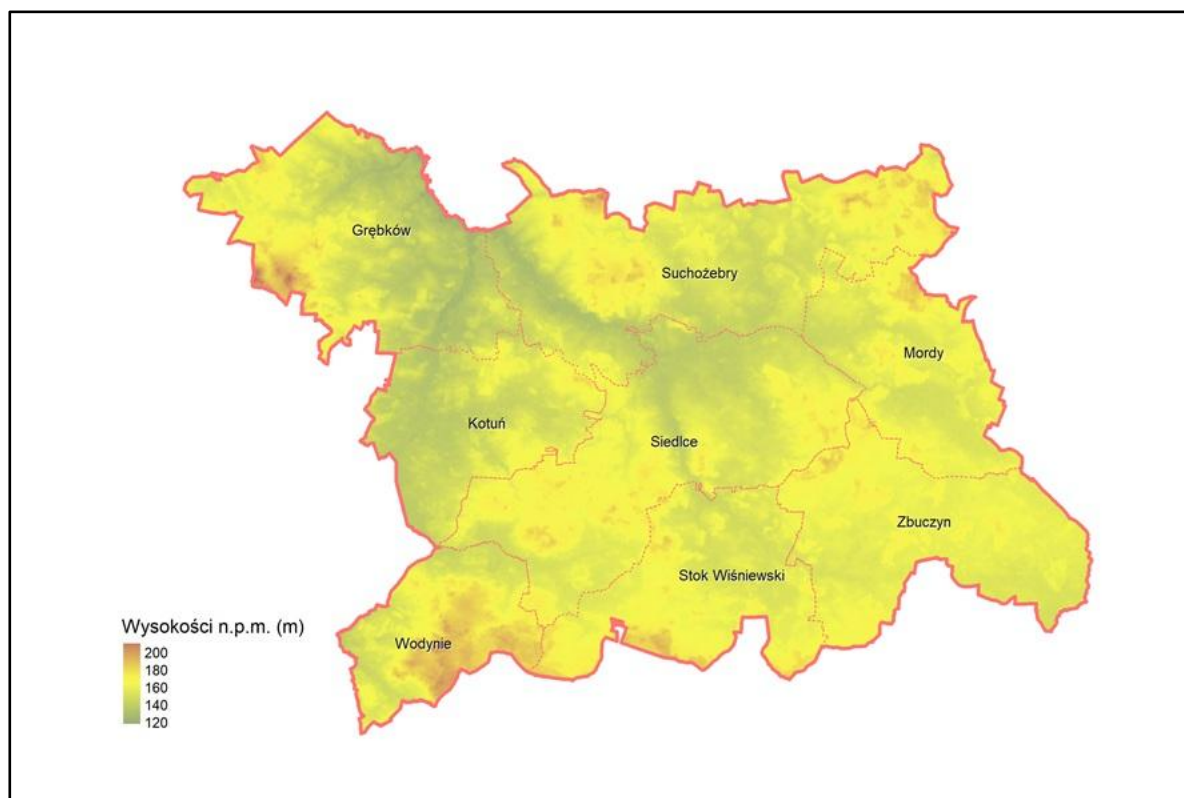 Grębków
Suchożebry
Mordy
Kotuń
Siedlce
Zbuczyn
Stok Wiśniewski
Wodynie
Wysokości n.p.m. (m)
200
180
160
140
120